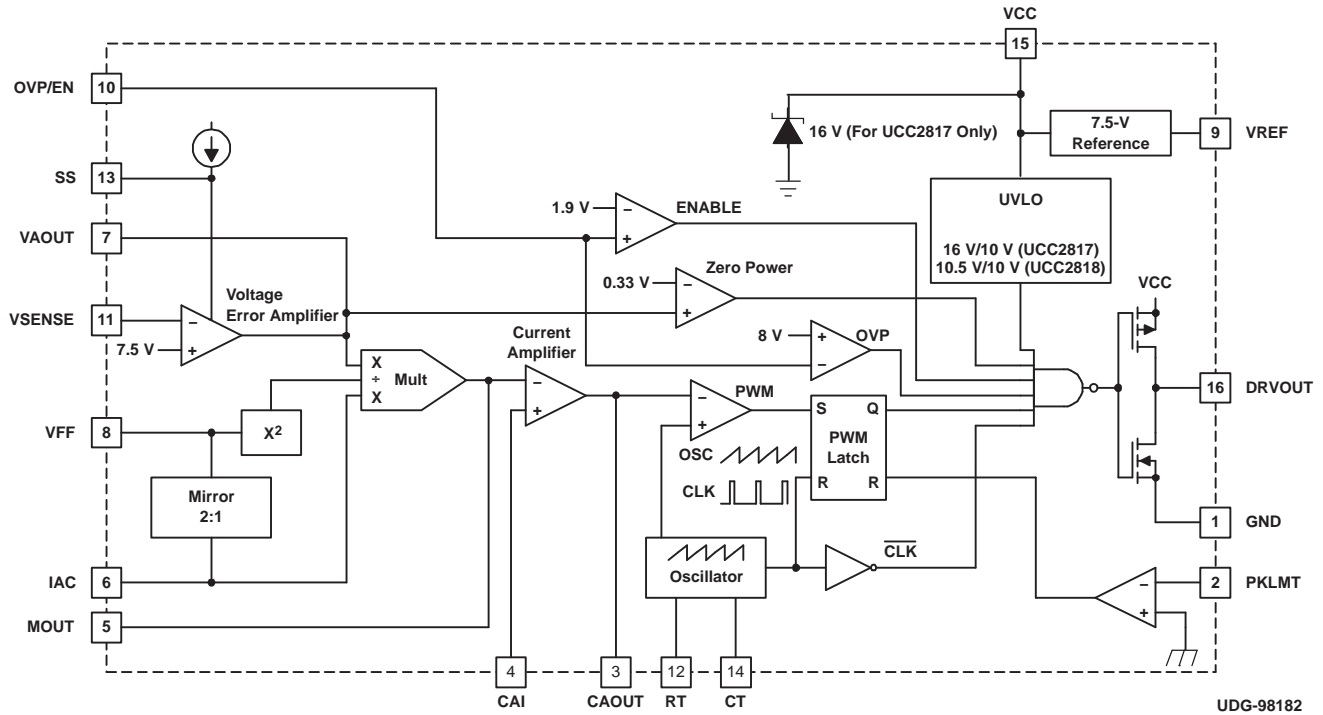 VCC
15
OVP/EN
10
16 V (For UCC2817 Only)
7.5-V
Reference
9
VREF
SS
13
1.9 V
−
+
ENABLE
UVLO
16 V/10 V (UCC2817)
10.5 V/10 V (UCC2818)
VAOUT
7
Zero Power
0.33 V
−
+
VCC
Voltage
Error Amplifier
VSENSE
11
−
7.5 V
+
Current
Amplifier
8 V
+
OVP
−
X
÷
X
Mult
−
+
−
+
PWM
S
Q
PWM
Latch
R
R
16
DRVOUT
VFF
8
X2
OSC
CLK
Mirror
2:1
1
GND
CLK
Oscillator
IAC
6
−
+
2
PKLMT
MOUT
5
4
3
12
14
CAI
CAOUT
RT
CT
UDG-98182